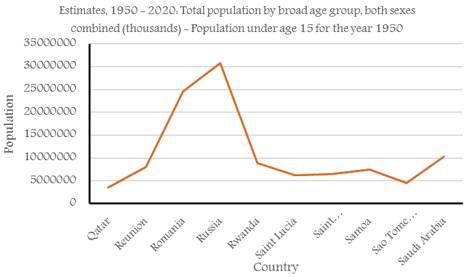 Estimates, 1950 - 2020: Total population by broad age group, both sexes
combined (thousands) - Population under age 15 for the year 1950
35000000
30000000
25000000
20000000
15000000
10000000
5000000
0
Population
Qatar
Reunion
Romania
Russia
Rwanda
Saint Lucia
Saint...
Samoa
Sao Tome...
Saudi Arabia
Country